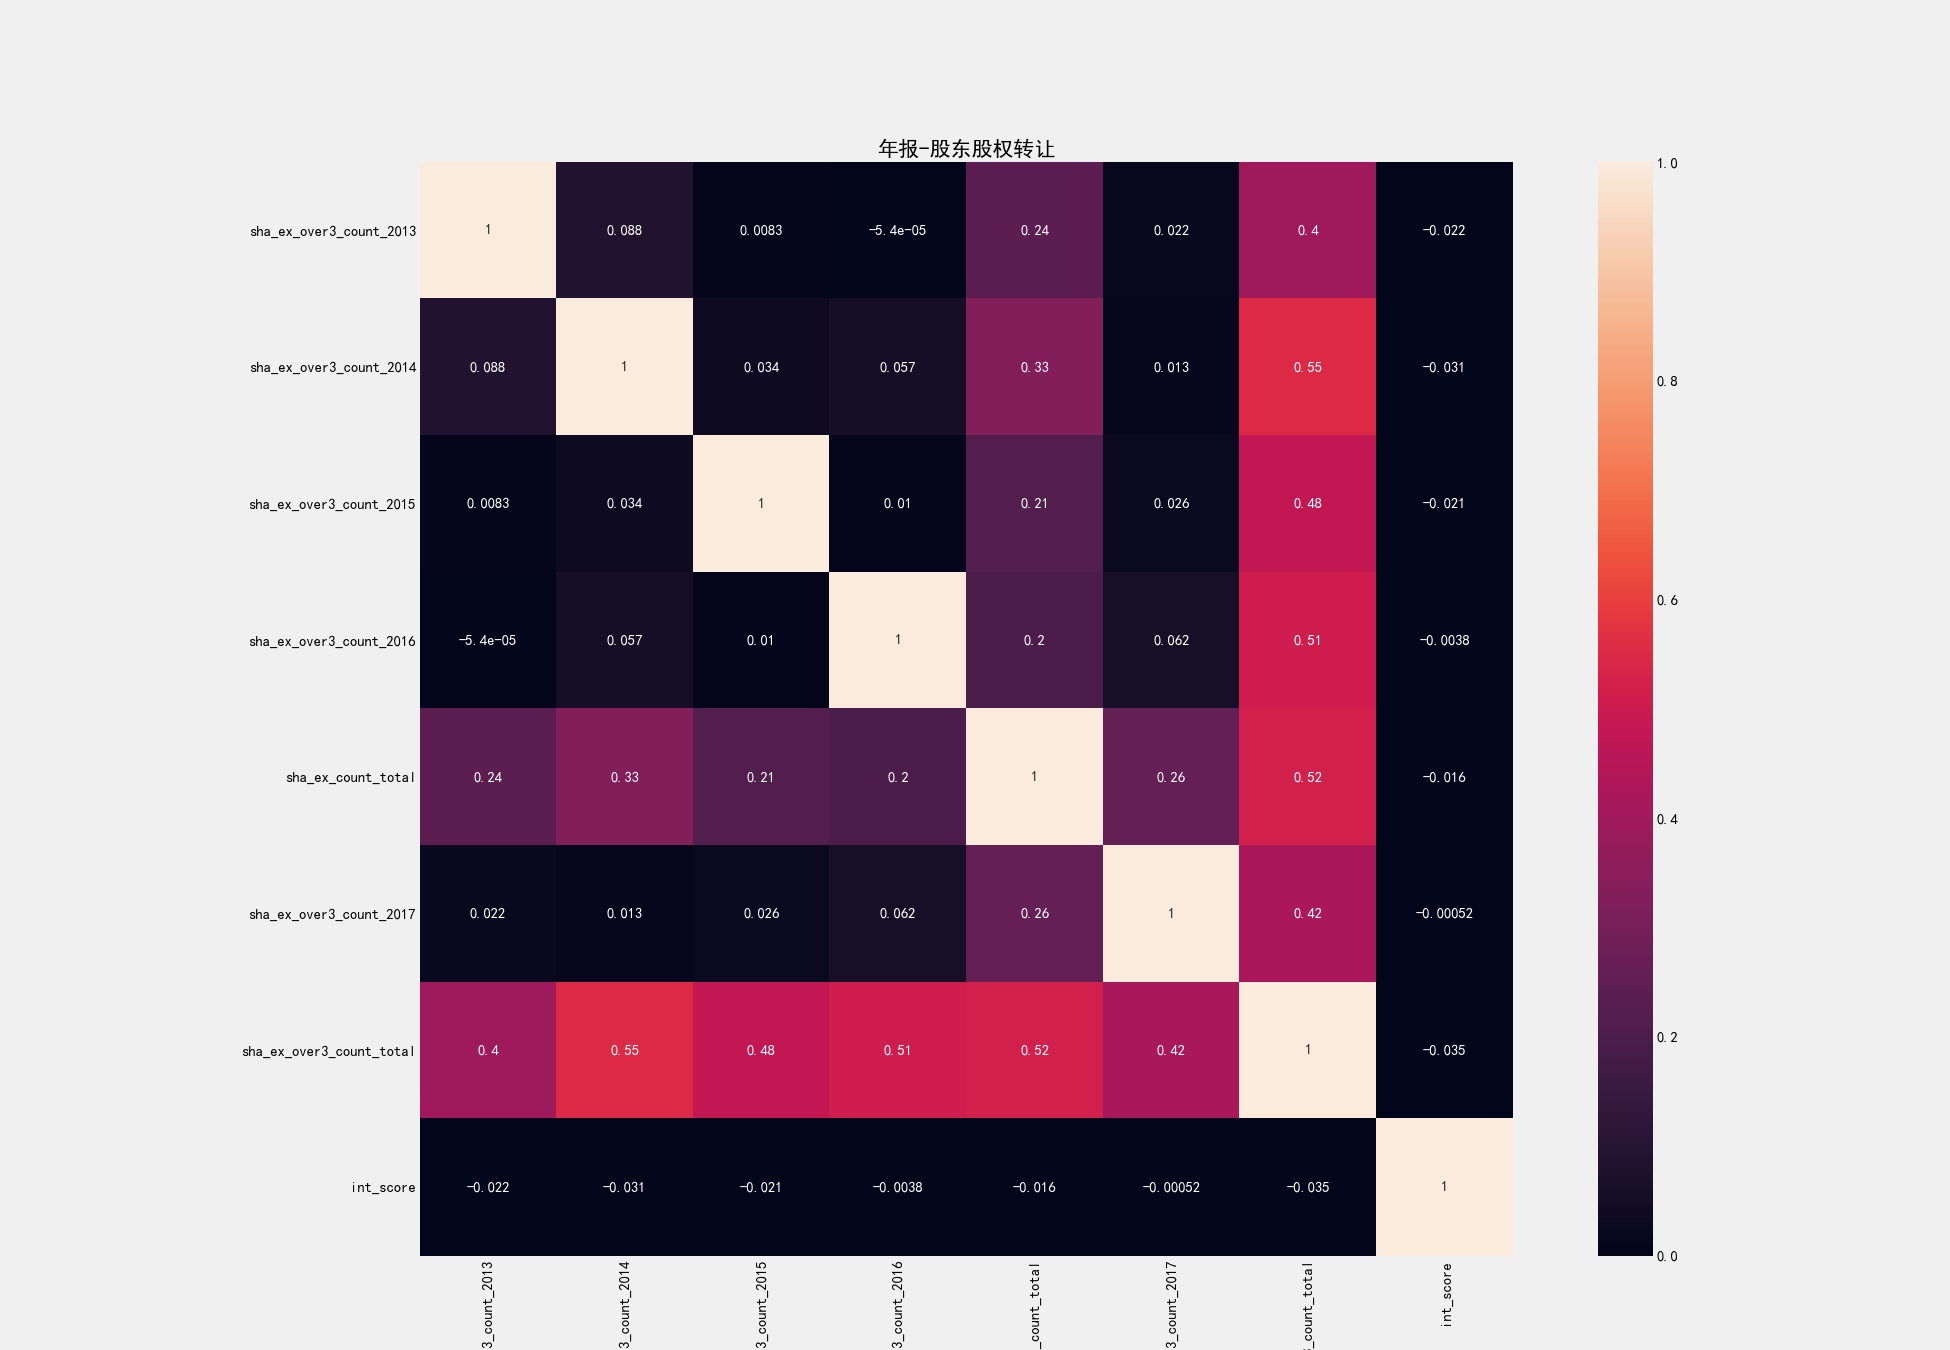 年报-股东股权转让
sha_ex_over3_count_2013 1 0.088 0.0083 -5.4e-05 0.24 0.022 0.4 -0.022
sha_ex_over3_count_2014 0.088 1 0.034 0.057 0.33 0.013 0.55 -0.031
sha_ex_over3_count_2015 0.0083 0.034 1 0.01 0.21 0.026 0.48 -0.021
sha_ex_over3_count_2016 -5.4e-05 0.057 0.01 1 0.2 0.062 0.51 -0.0038
sha_ex_count_total 0.24 0.33 0.21 0.2 1 0.26 0.52 -0.016
sha_ex_over3_count_2017 0.022 0.013 0.026 0.062 0.26 1 0.42 -0.00052
sha_ex_over3_count_total 0.4 0.55 0.48 0.51 0.52 0.42 1 -0.035
int_score -0.022 -0.031 -0.021 -0.0038 -0.016 -0.00052 -0.035 1
3_count_2013
3_count_2014
3_count_2015
3_count_2016
_count_total
3_count_2017
_count_total
int_score
1.0
0.8
0.6
0.4
0.2
0.0